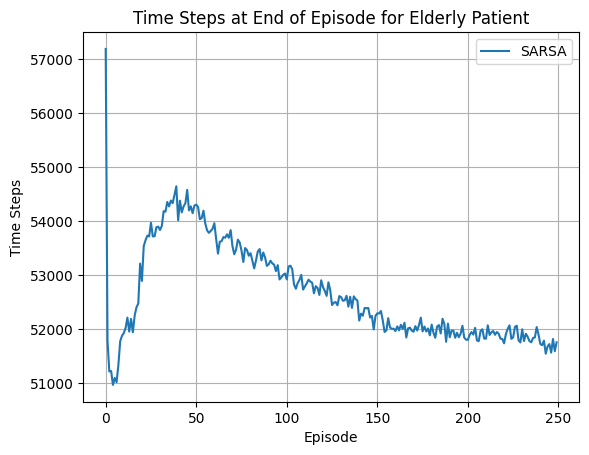 Time Steps at End of Episode for Elderly Patient
SARSA
57000
56000
55000
54000
53000
52000
51000
Time Steps
0 50 100 150 200 250
Episode